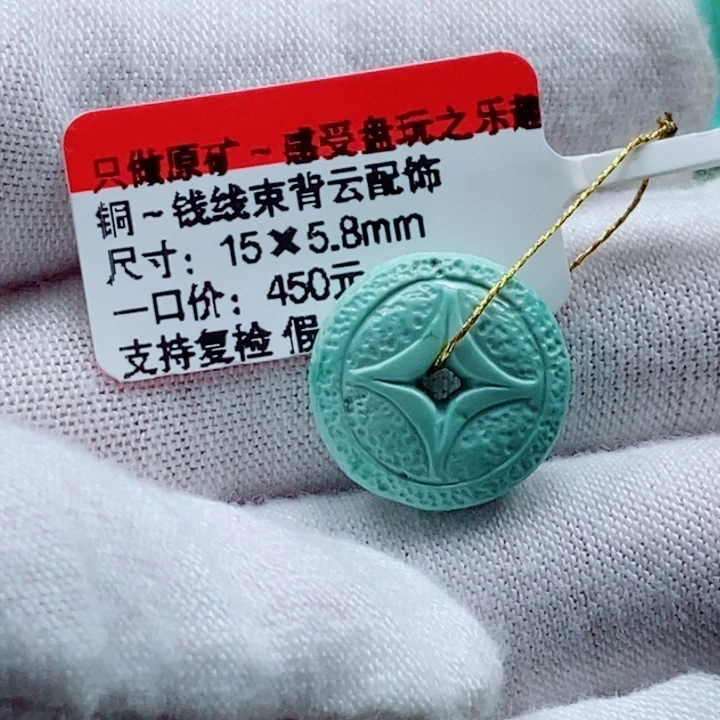 只做原矿~感受盘玩之乐趣
铜~钱线束背云配饰
尺寸：15×5.8mm
一口价：450元
支持复检 假